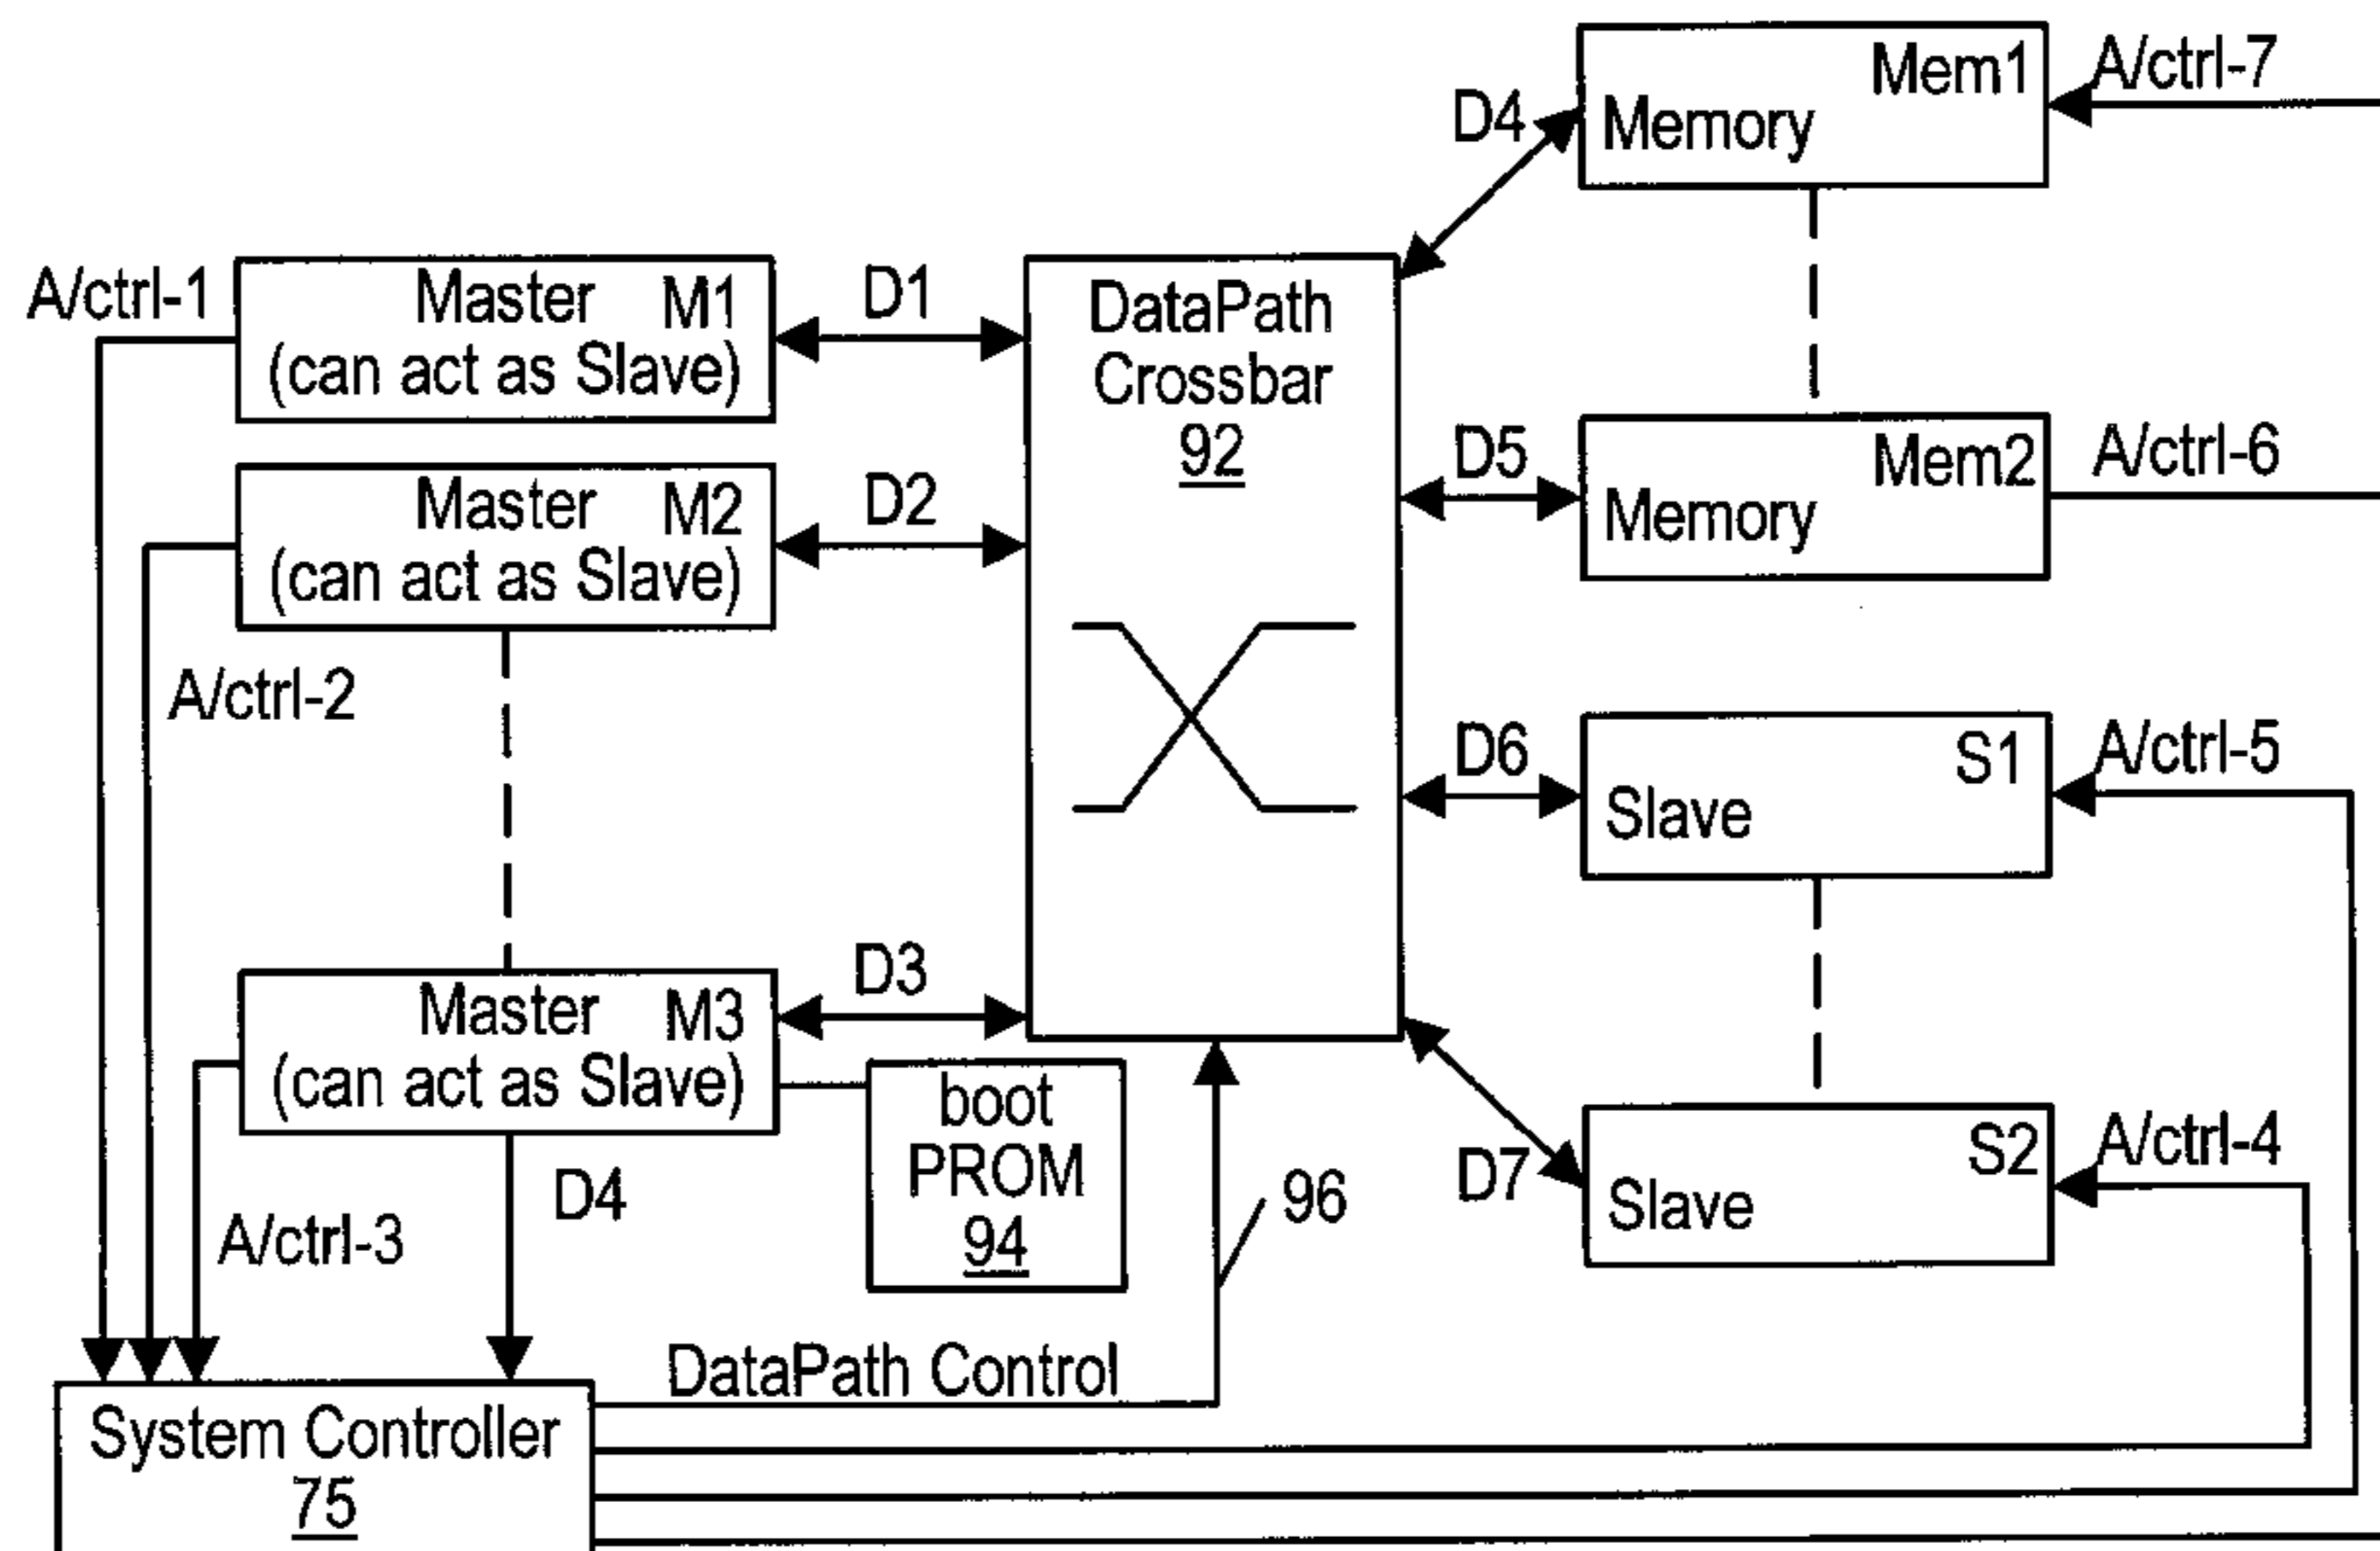 Mem1
Memory
A/ctrl-7
D4
A/ctrl-1
Master M1
(can act as Slave)
D1
DataPath
Crossbar
92
D5
Mem2
Memory
A/ctrl-6
Master M2
(can act as Slave)
D2
A/ctrl-2
D6
S1
Slave
A/ctrl-5
Master M3
(can act as Slave)
D3
boot
PROM
94
D4
A/ctrl-3
96
D7
S2
Slave
A/ctrl-4
DataPath Control
System Controller
75